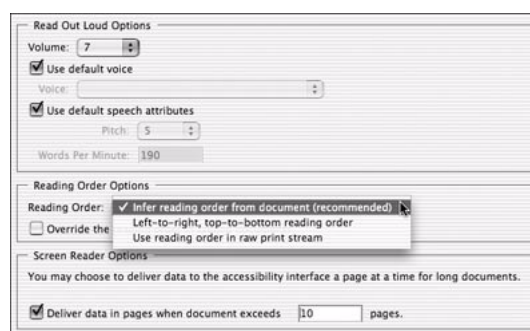 Read Out Loud Options
Volume: 7
Use default voice
Voice:
Use default speech attributes
Pitch: 5
Words Per Minute: 190
Reading Order Options
Reading Order: ✓ Infer reading order from document (recommended)
Left-to-right, top-to-bottom reading order
Override the
Use reading order in raw print stream
Screen Reader Options
You may choose to deliver data to the accessibility interface a page at a time for long documents.
Deliver data in pages when document exceeds 10 pages.